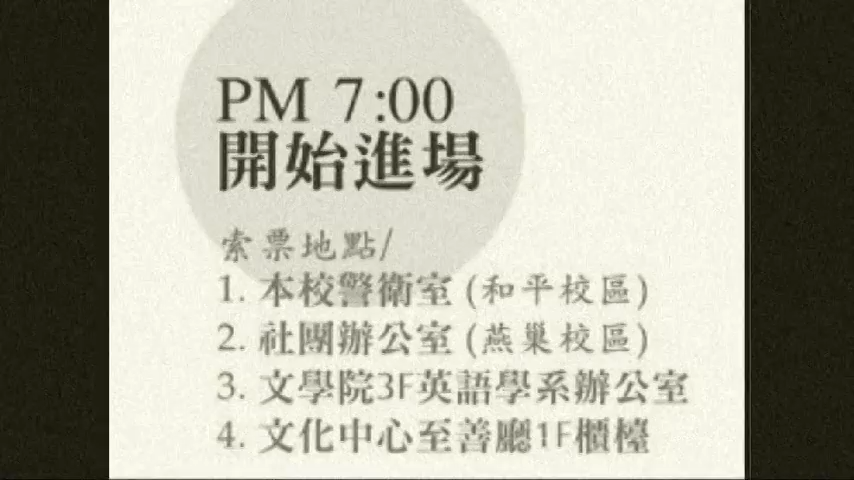 PM 7:00
開始進場
索票地點/
1. 本校警衛室(和平校區)
2. 社團辦公室(燕巢校區)
3. 文學院3F英語學系辦公室
4. 文化中心至善廳1F櫃檯